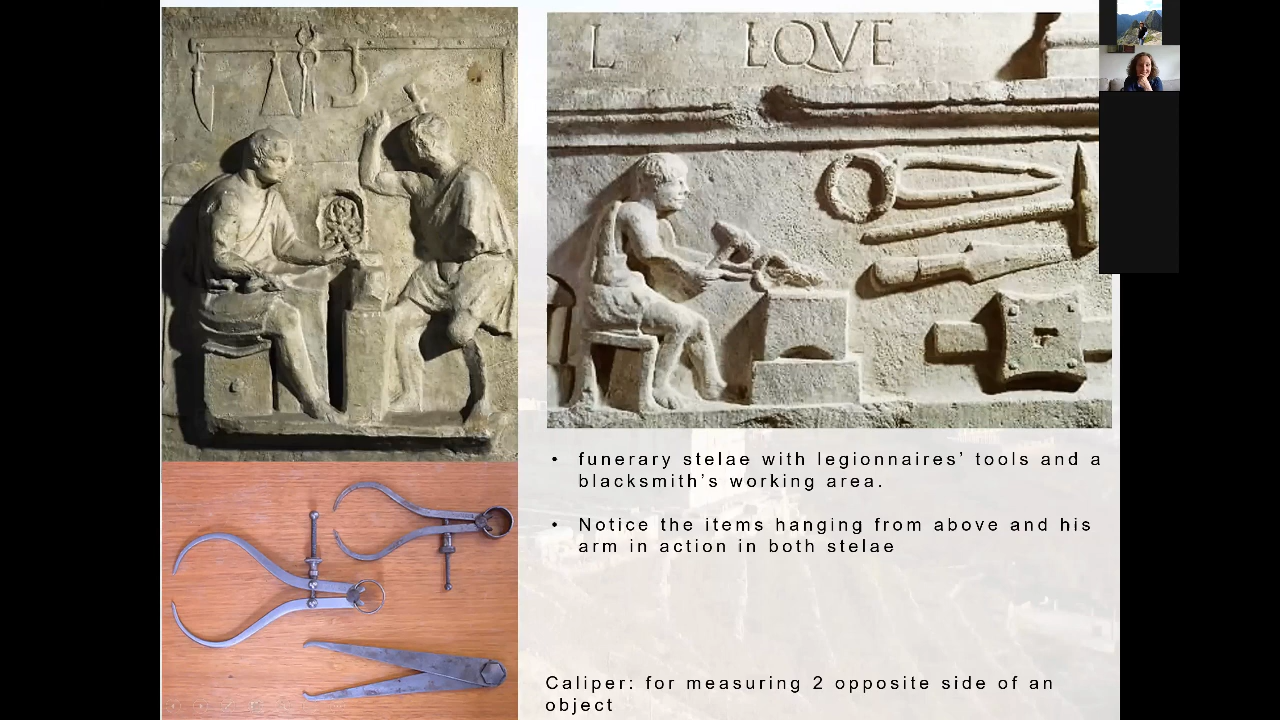 L LQVE
• funerary stelae with legionnaires’ tools and a
blacksmith’s working area.
• Notice the items hanging from above and his
arm in action in both stelae
Caliper: for measuring 2 opposite side of an
object